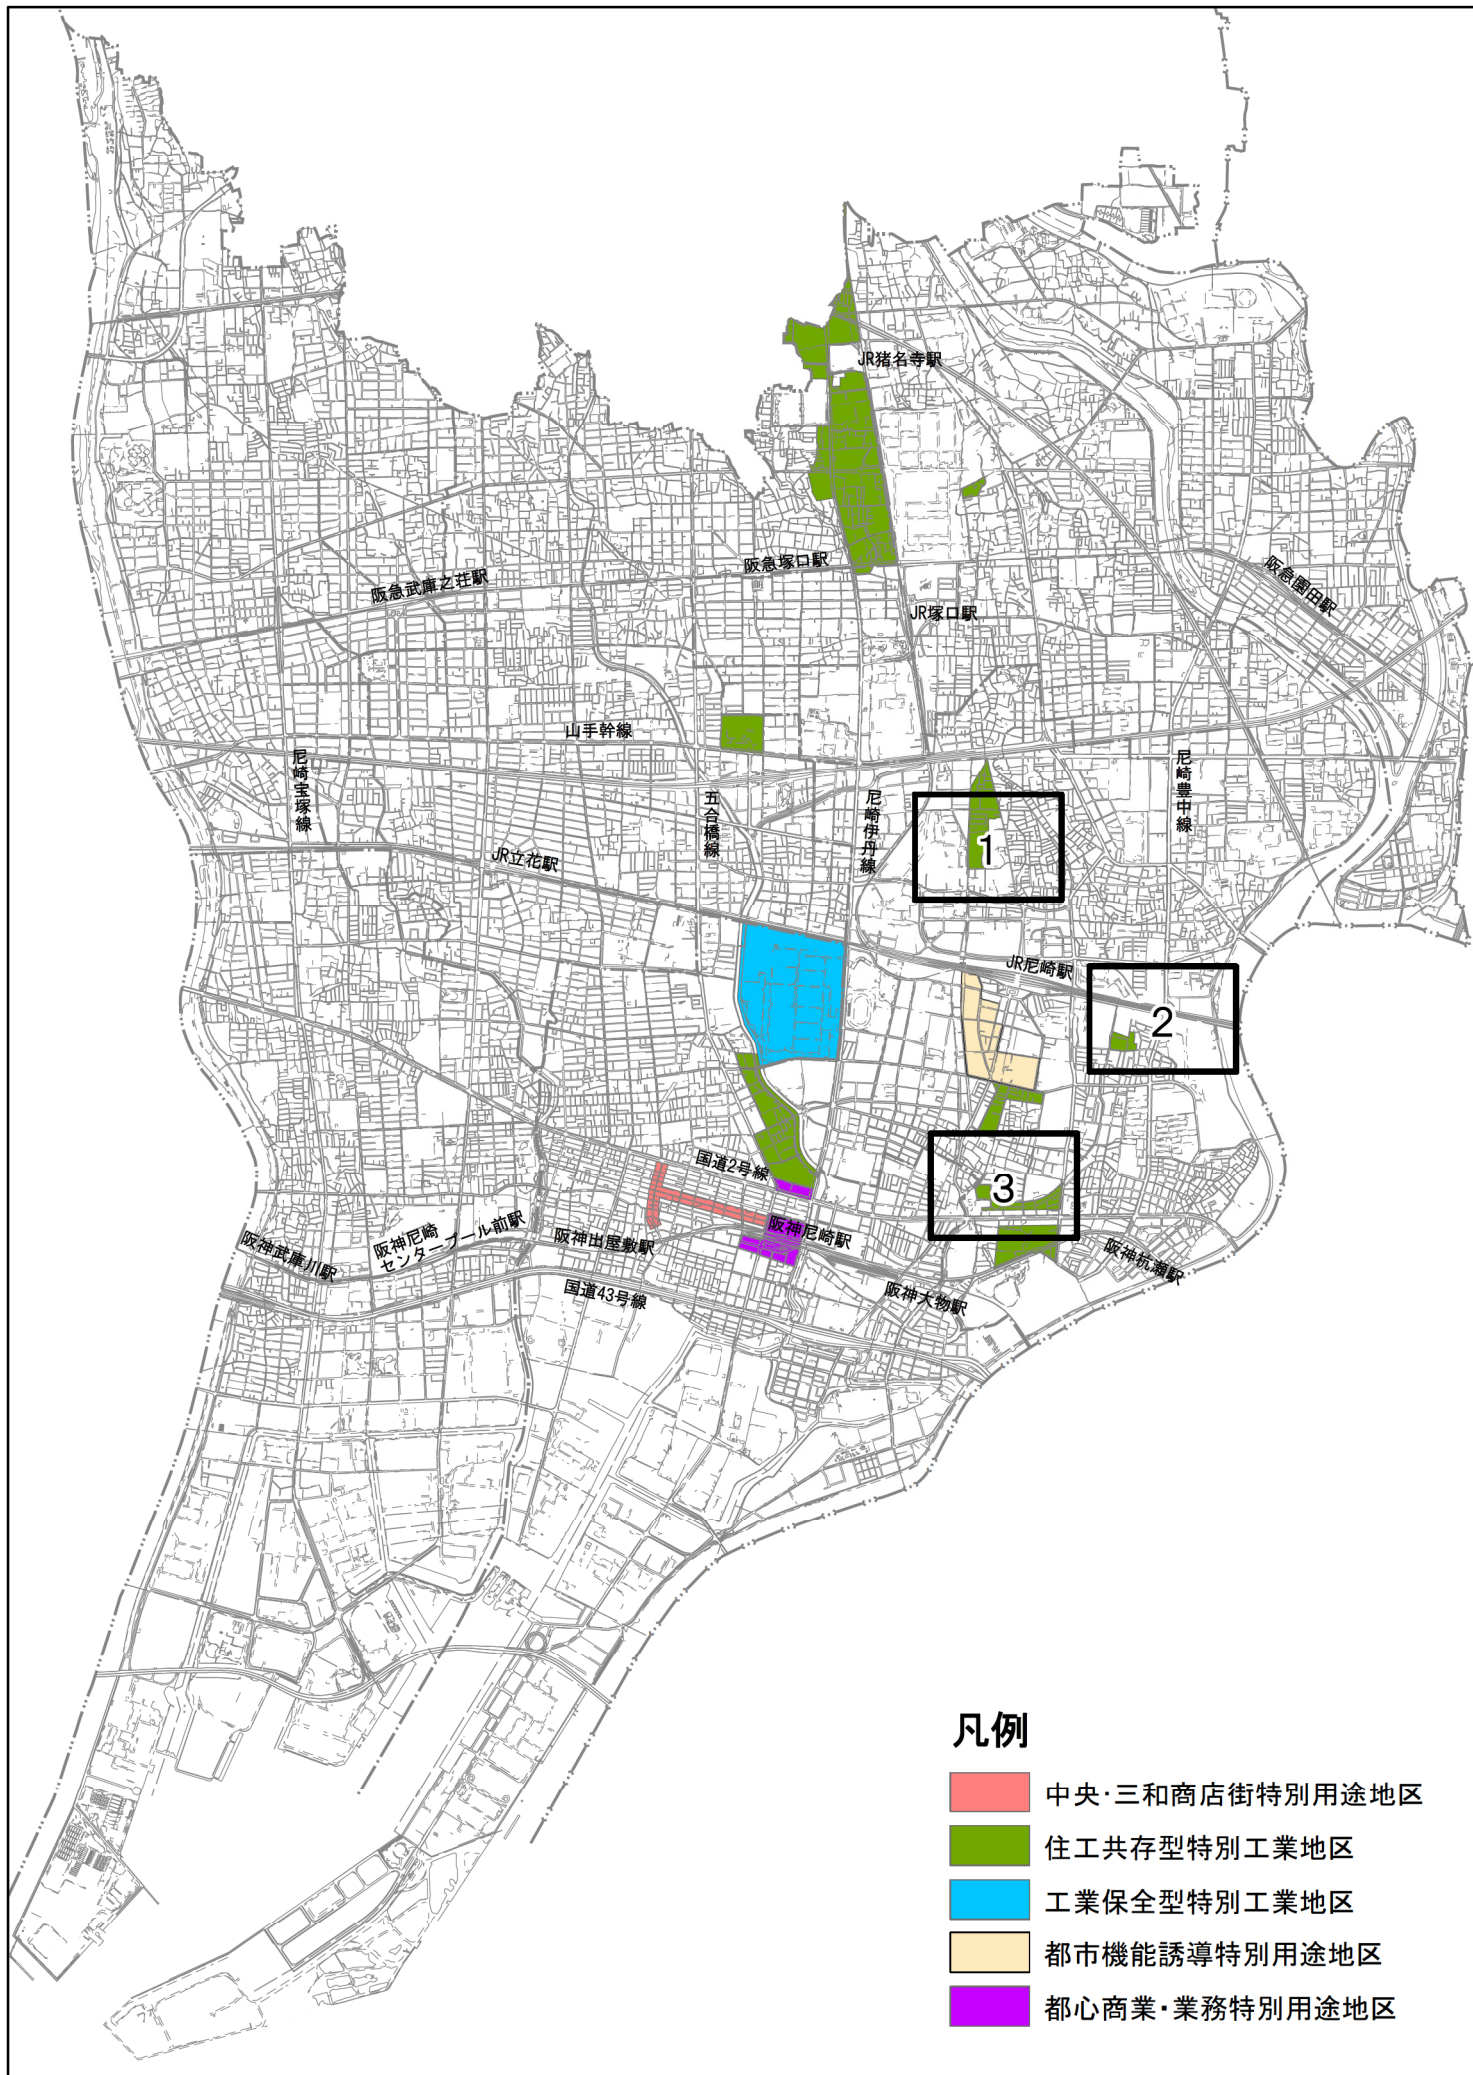 JR猪名寺駅
阪急塚口駅
阪急武庫之荘駅
阪急園田駅
JR塚口駅
山手幹線
尼崎宝塚線
五合橋線
尼崎伊丹線
尼崎豊中線
1
JR立花駅
JR尼崎駅
2
国道2号線
3
阪神尼崎駅
阪神出屋敷駅
阪神尼崎
センタープール前駅
阪神武庫川駅
阪神杭瀬駅
阪神大物駅
国道43号線
凡例
中央･三和商店街特別用途地区
住工共存型特別工業地区
工業保全型特別工業地区
都市機能誘導特別用途地区
都心商業・業務特別用途地区